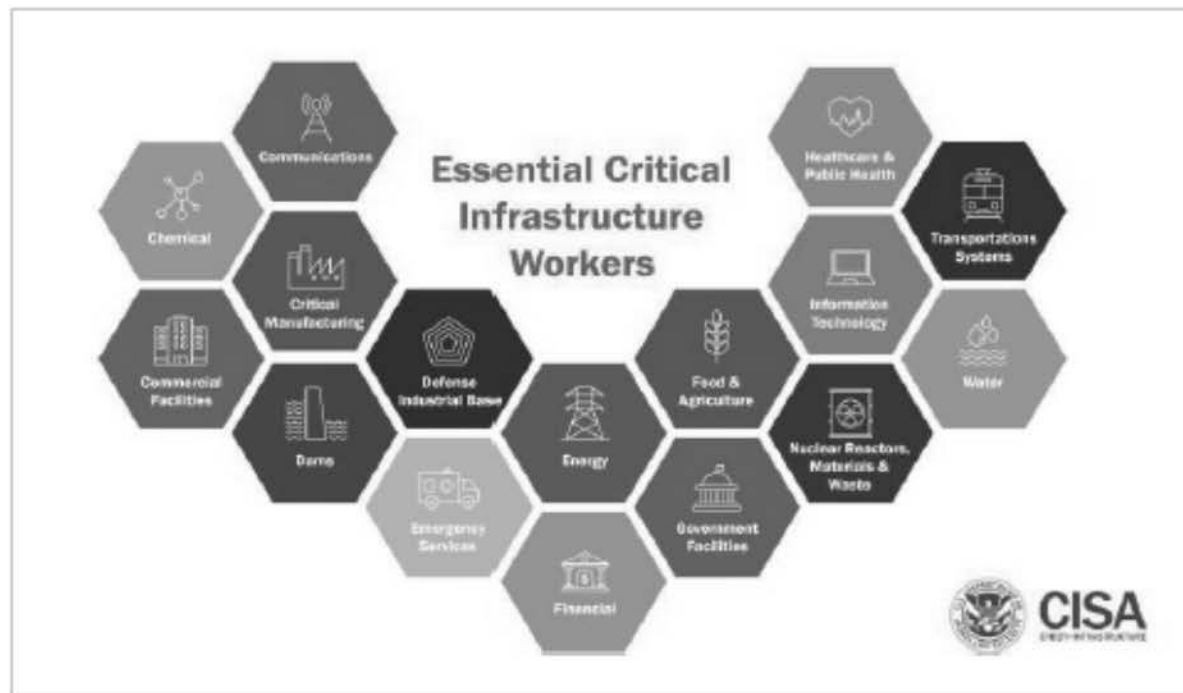 Essential Critical
Infrastructure
Workers
Communications
Chemical
Critical
Manufacturing
Commercial
Facilities
Dams
Defense
Industrial Base
Emergency
Services
Energy
Financial
Food &
Agriculture
Government
Facilities
Healthcare &
Public Health
Information
Technology
Nuclear Reactors,
Materials &
Waste
Transportations
Systems
Water
CISA